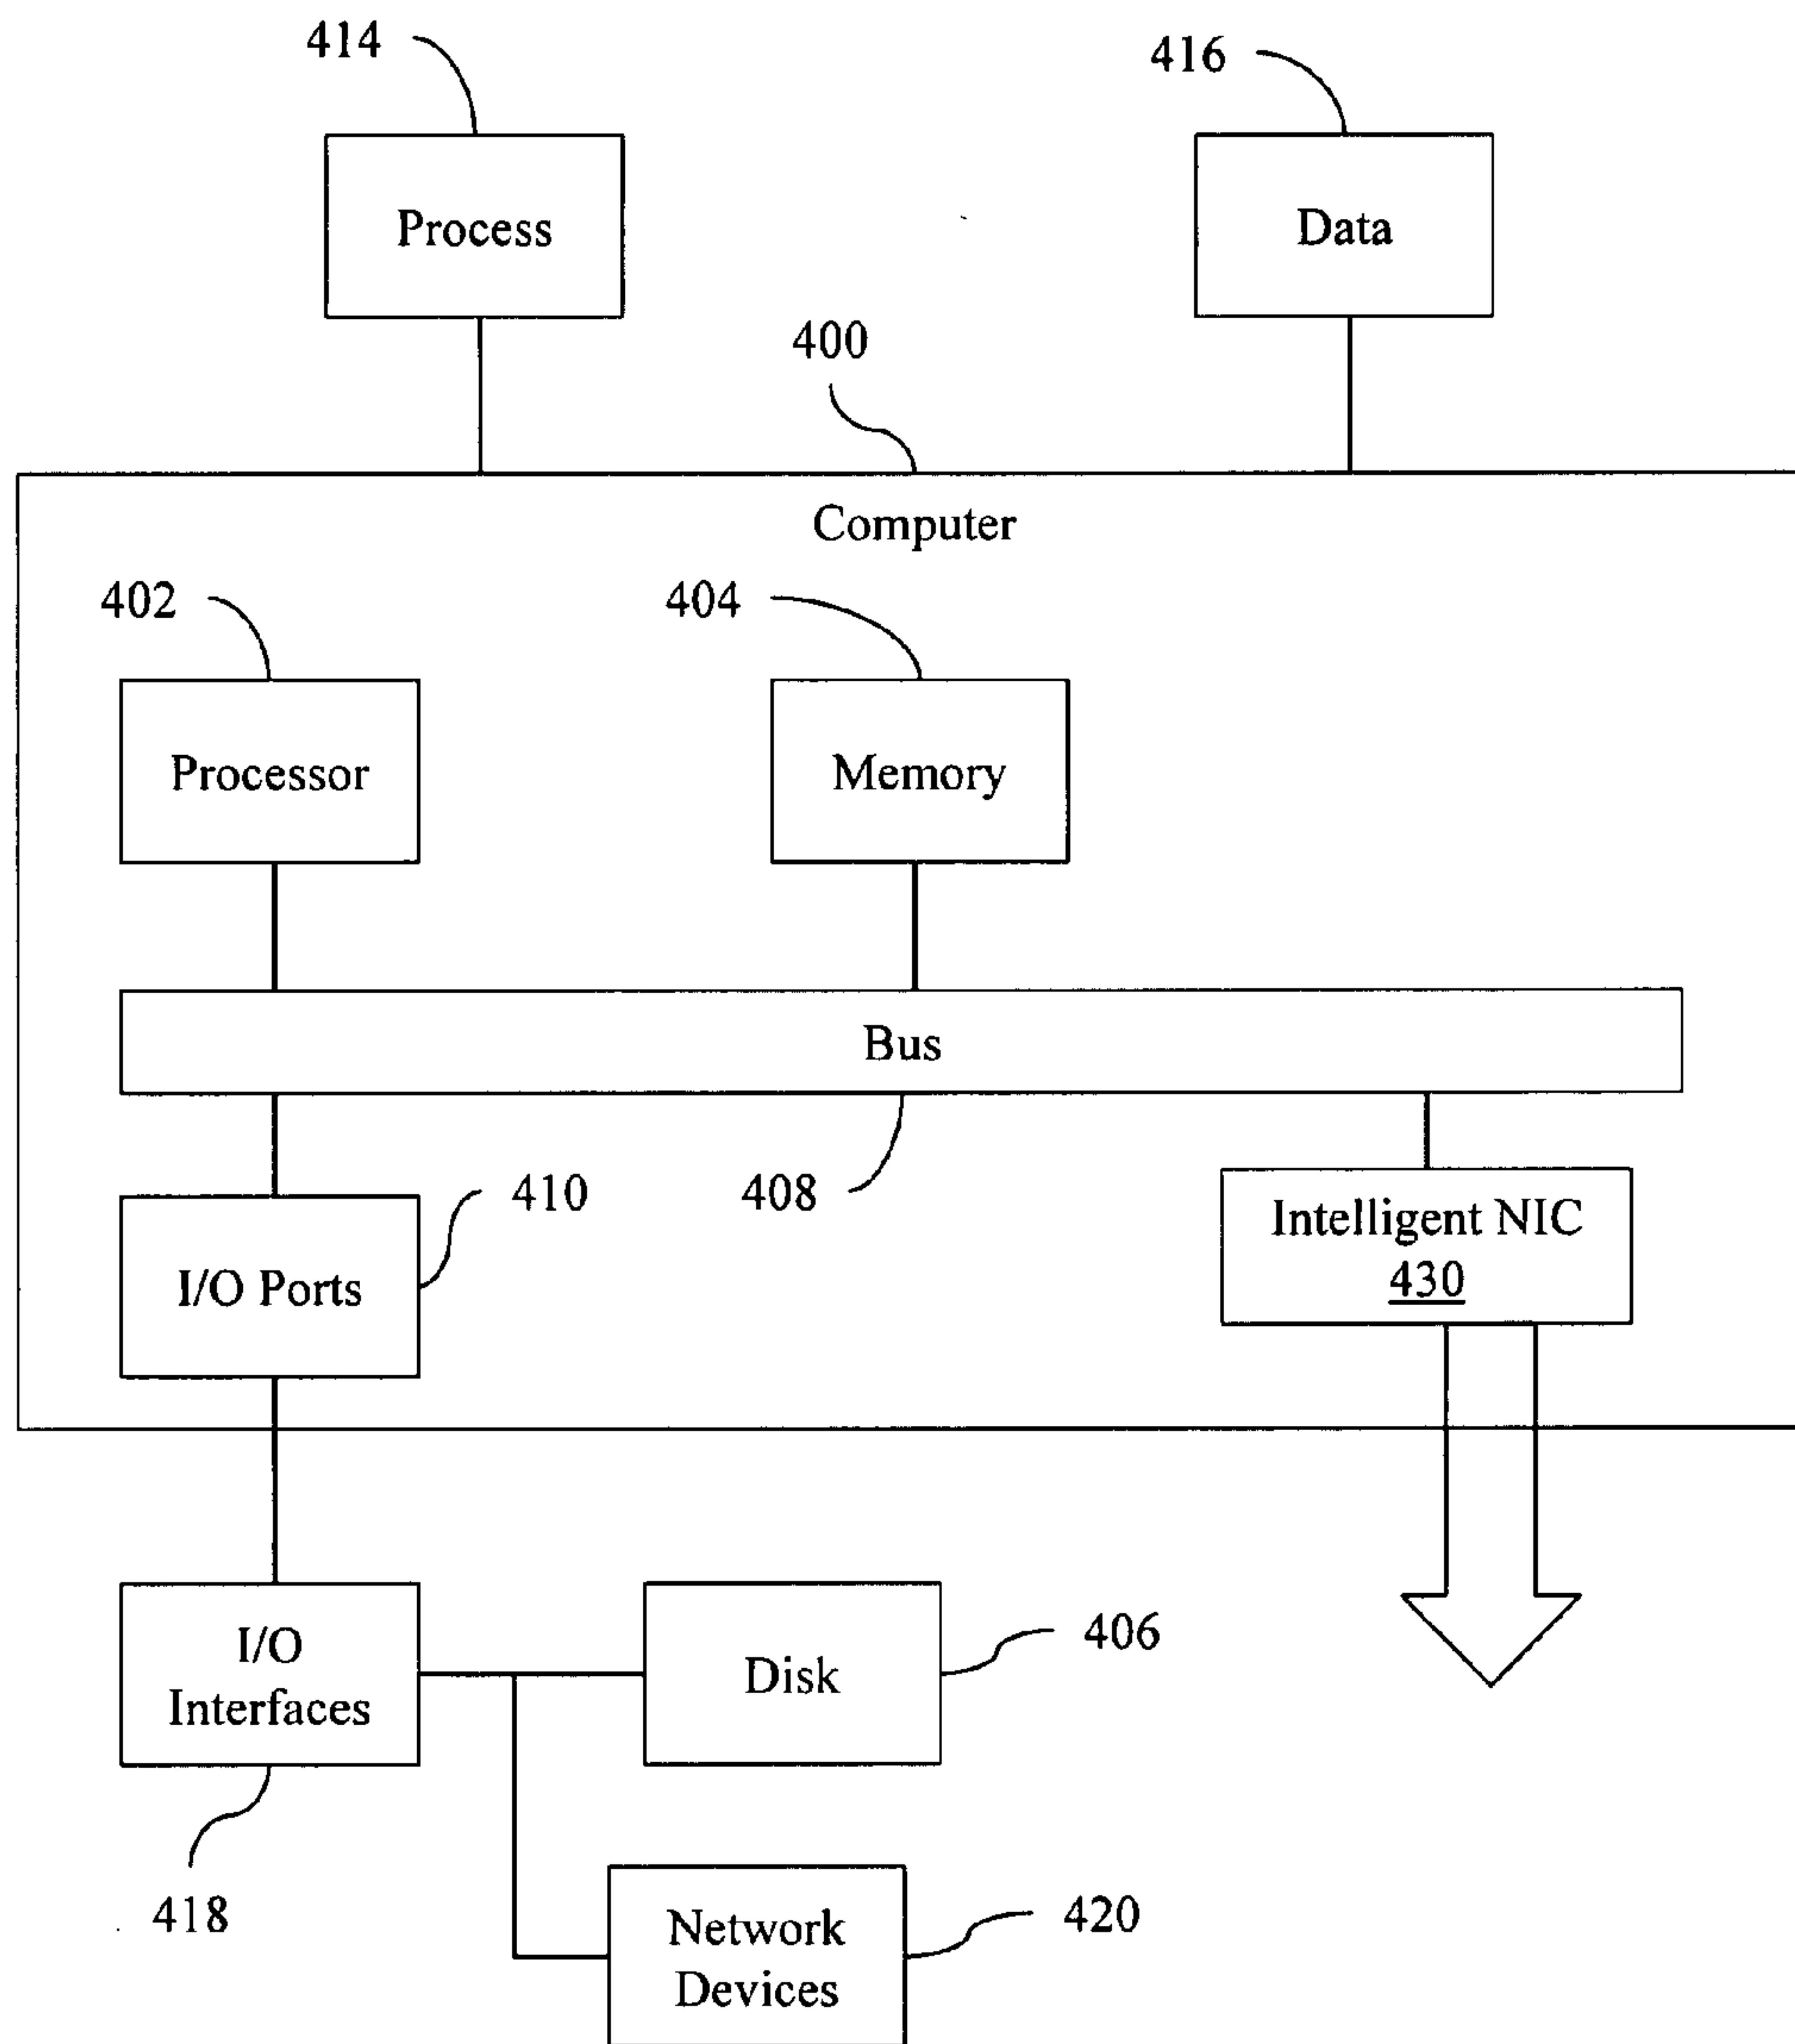 414
416
Process
Data
400
Computer
402
404
Processor
Memory
Bus
410
408
Intelligent NIC
430
I/O Ports
I/O
Interfaces
Disk
406
418
Network
Devices
420